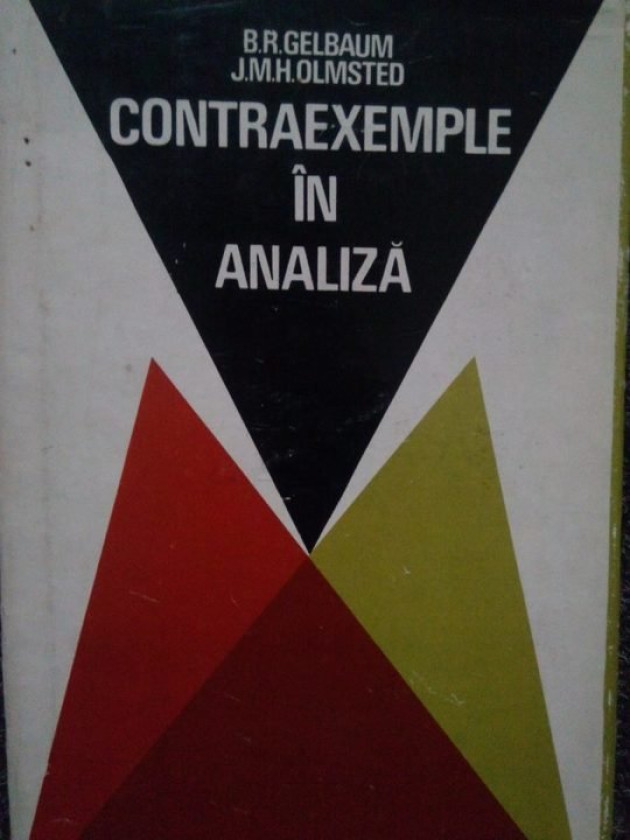 B.R.GELBAUM
J.M.H.OLMSTED
CONTRAEXEMPLE
ÎN
ANALIZĂ